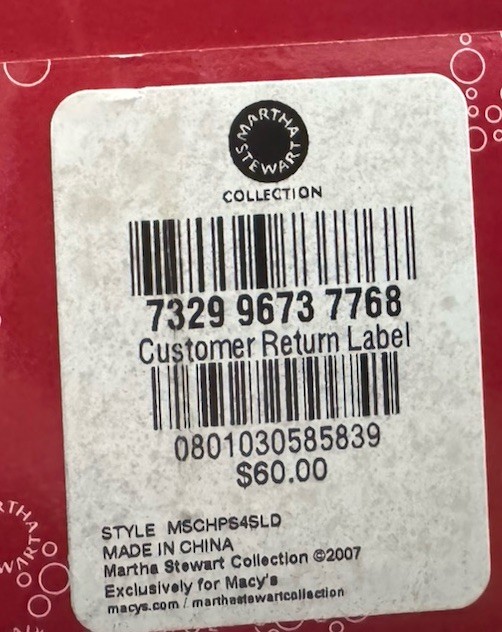 MARTHA STEWART
COLLECTION
7329 9673 7768
Customer Return Label
0801030585839
$60.00
STYLE MSCHPS4SLD
MADE IN CHINA
Martha Stewart Collection ©2007
Exclusively for Macy's
macys.com / marthastewartcollection